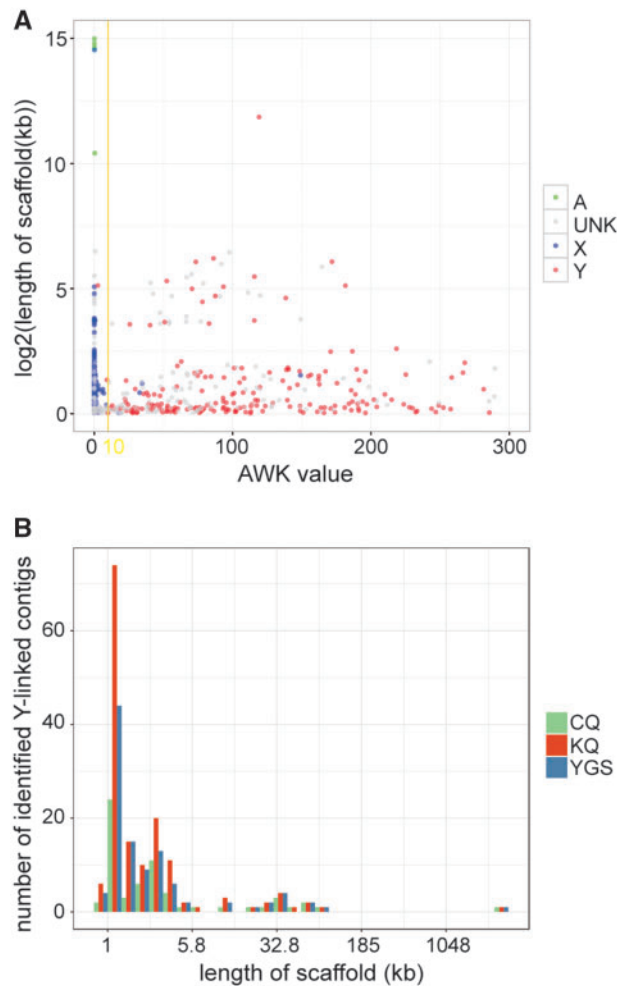 A
log2(length of scaffold(kb))
15
10
5
0
0 10 100 200 300
AWK value
A
UNK
X
Y
B
number of identified Y-linked contigs
60
40
20
0
1 5.8 32.8 185 1048
length of scaffold (kb)
CQ
KQ
YGS